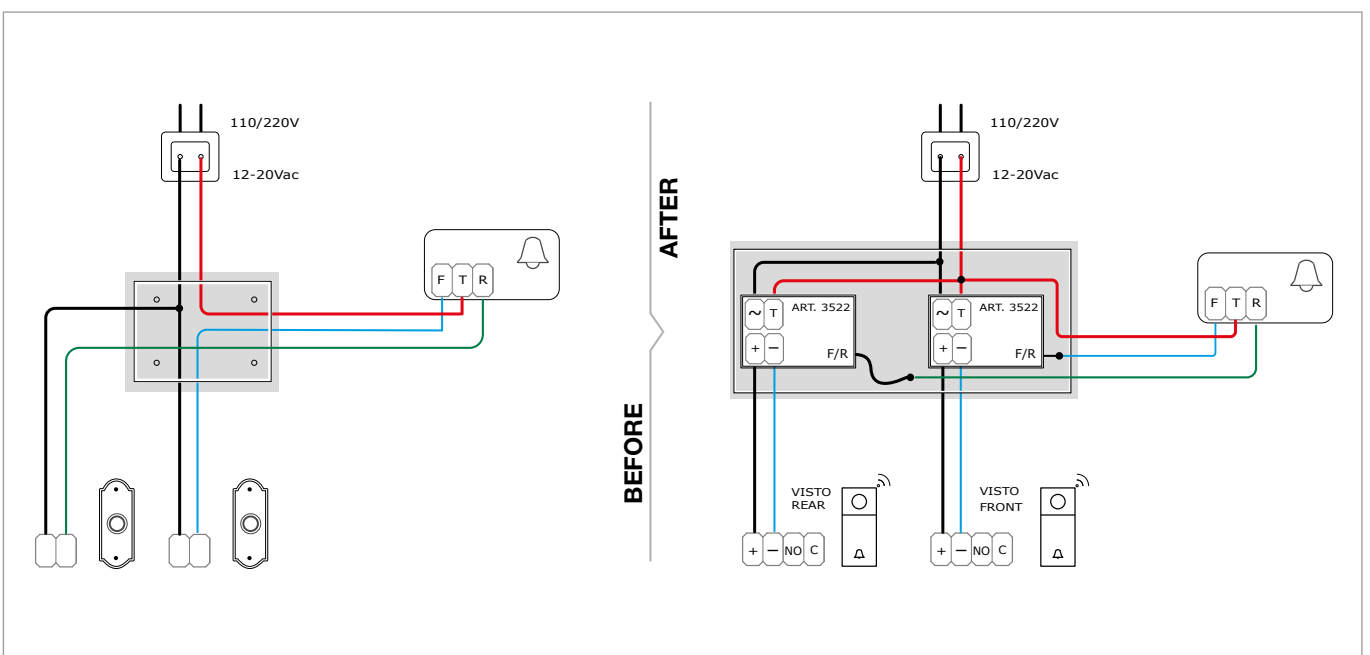 110/220V
12-20Vac
F T R
BEFORE
AFTER
110/220V
12-20Vac
~ T ART. 3522
+ − F/R
~ T ART. 3522
+ − F/R
F T R
VISTO
REAR
+ − NO C
VISTO
FRONT
+ − NO C